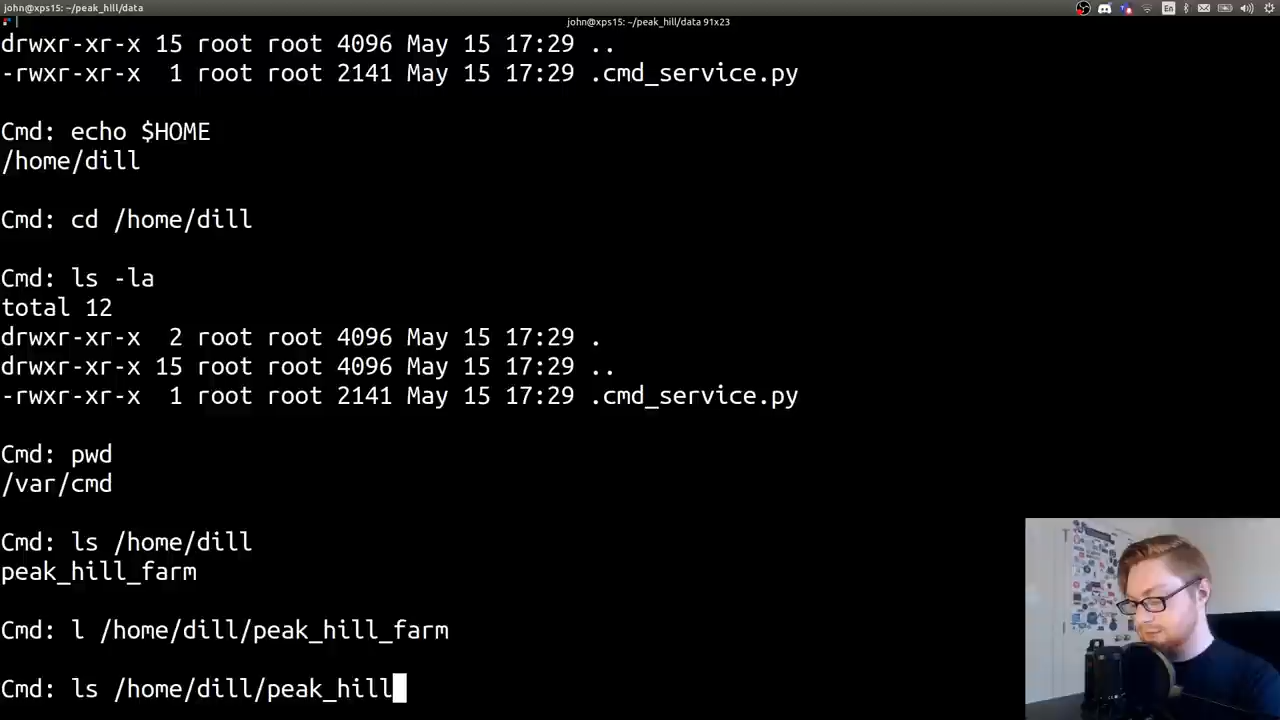 john@xps15: ~/peak_hill/data
En
john@xps15: ~/peak_hill/data 91x23
drwxr-xr-x 15 root root 4096 May 15 17:29 ..
-rwxr-xr-x  1 root root 2141 May 15 17:29 .cmd_service.py
Cmd: echo $HOME
/home/dill
Cmd: cd /home/dill
Cmd: ls -la
total 12
drwxr-xr-x  2 root root 4096 May 15 17:29 .
drwxr-xr-x 15 root root 4096 May 15 17:29 ..
-rwxr-xr-x  1 root root 2141 May 15 17:29 .cmd_service.py
Cmd: pwd
/var/cmd
Cmd: ls /home/dill
peak_hill_farm
Cmd: l /home/dill/peak_hill_farm
Cmd: ls /home/dill/peak_hill